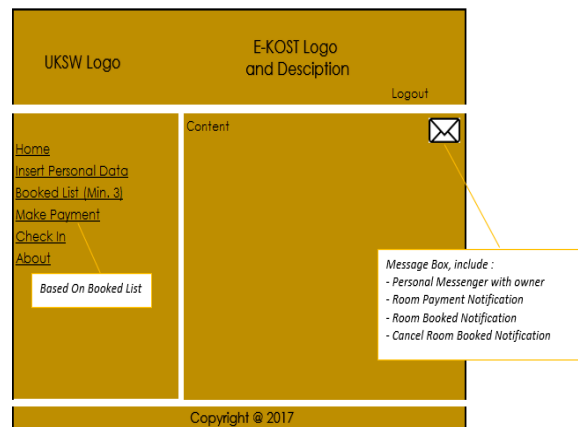 UKSW Logo
E-KOST Logo
and Desciption
Logout
Home
Insert Personal Data
Booked List (Min. 3)
Make Payment
Check In
About
Based On Booked List
Content
Message Box, include :
- Personal Messenger with owner
- Room Payment Notification
- Room Booked Notification
- Cancel Room Booked Notification
Copyright @ 2017